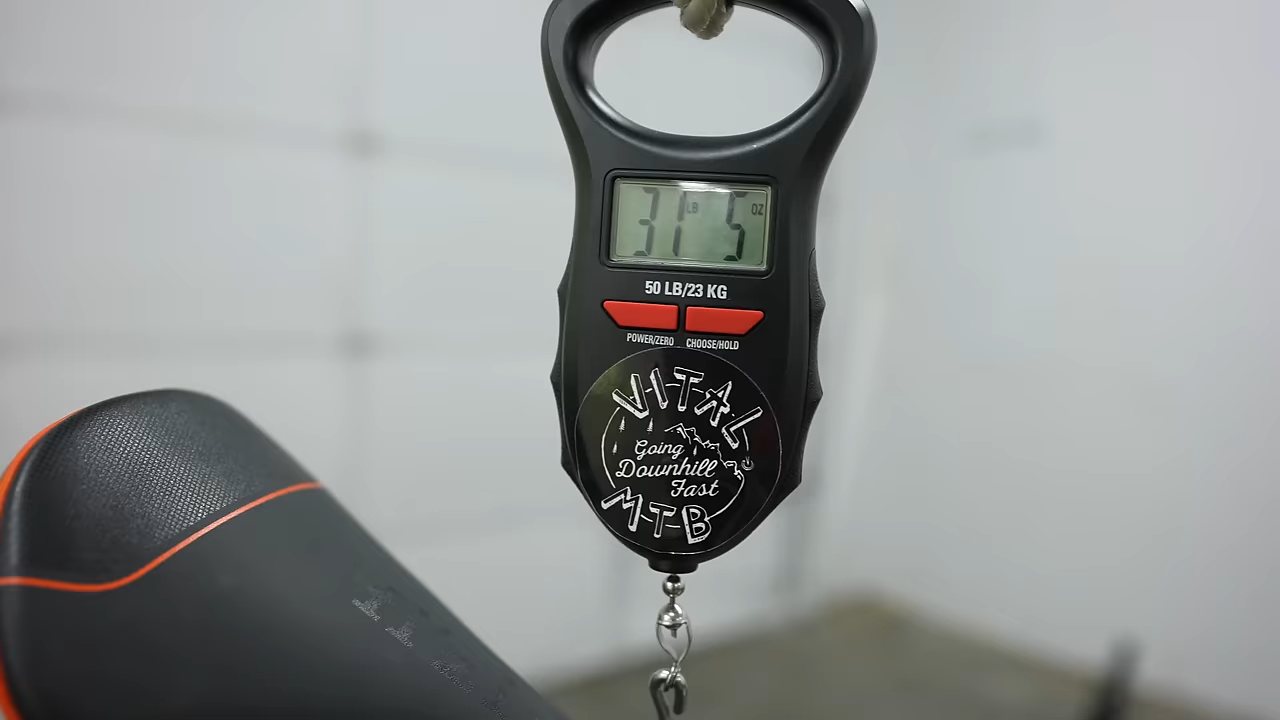 31 LB 5 OZ
50 LB/23 KG
POWER/ZERO CHOOSE/HOLD
VITAL
Going
Downhill
Fast
MTB